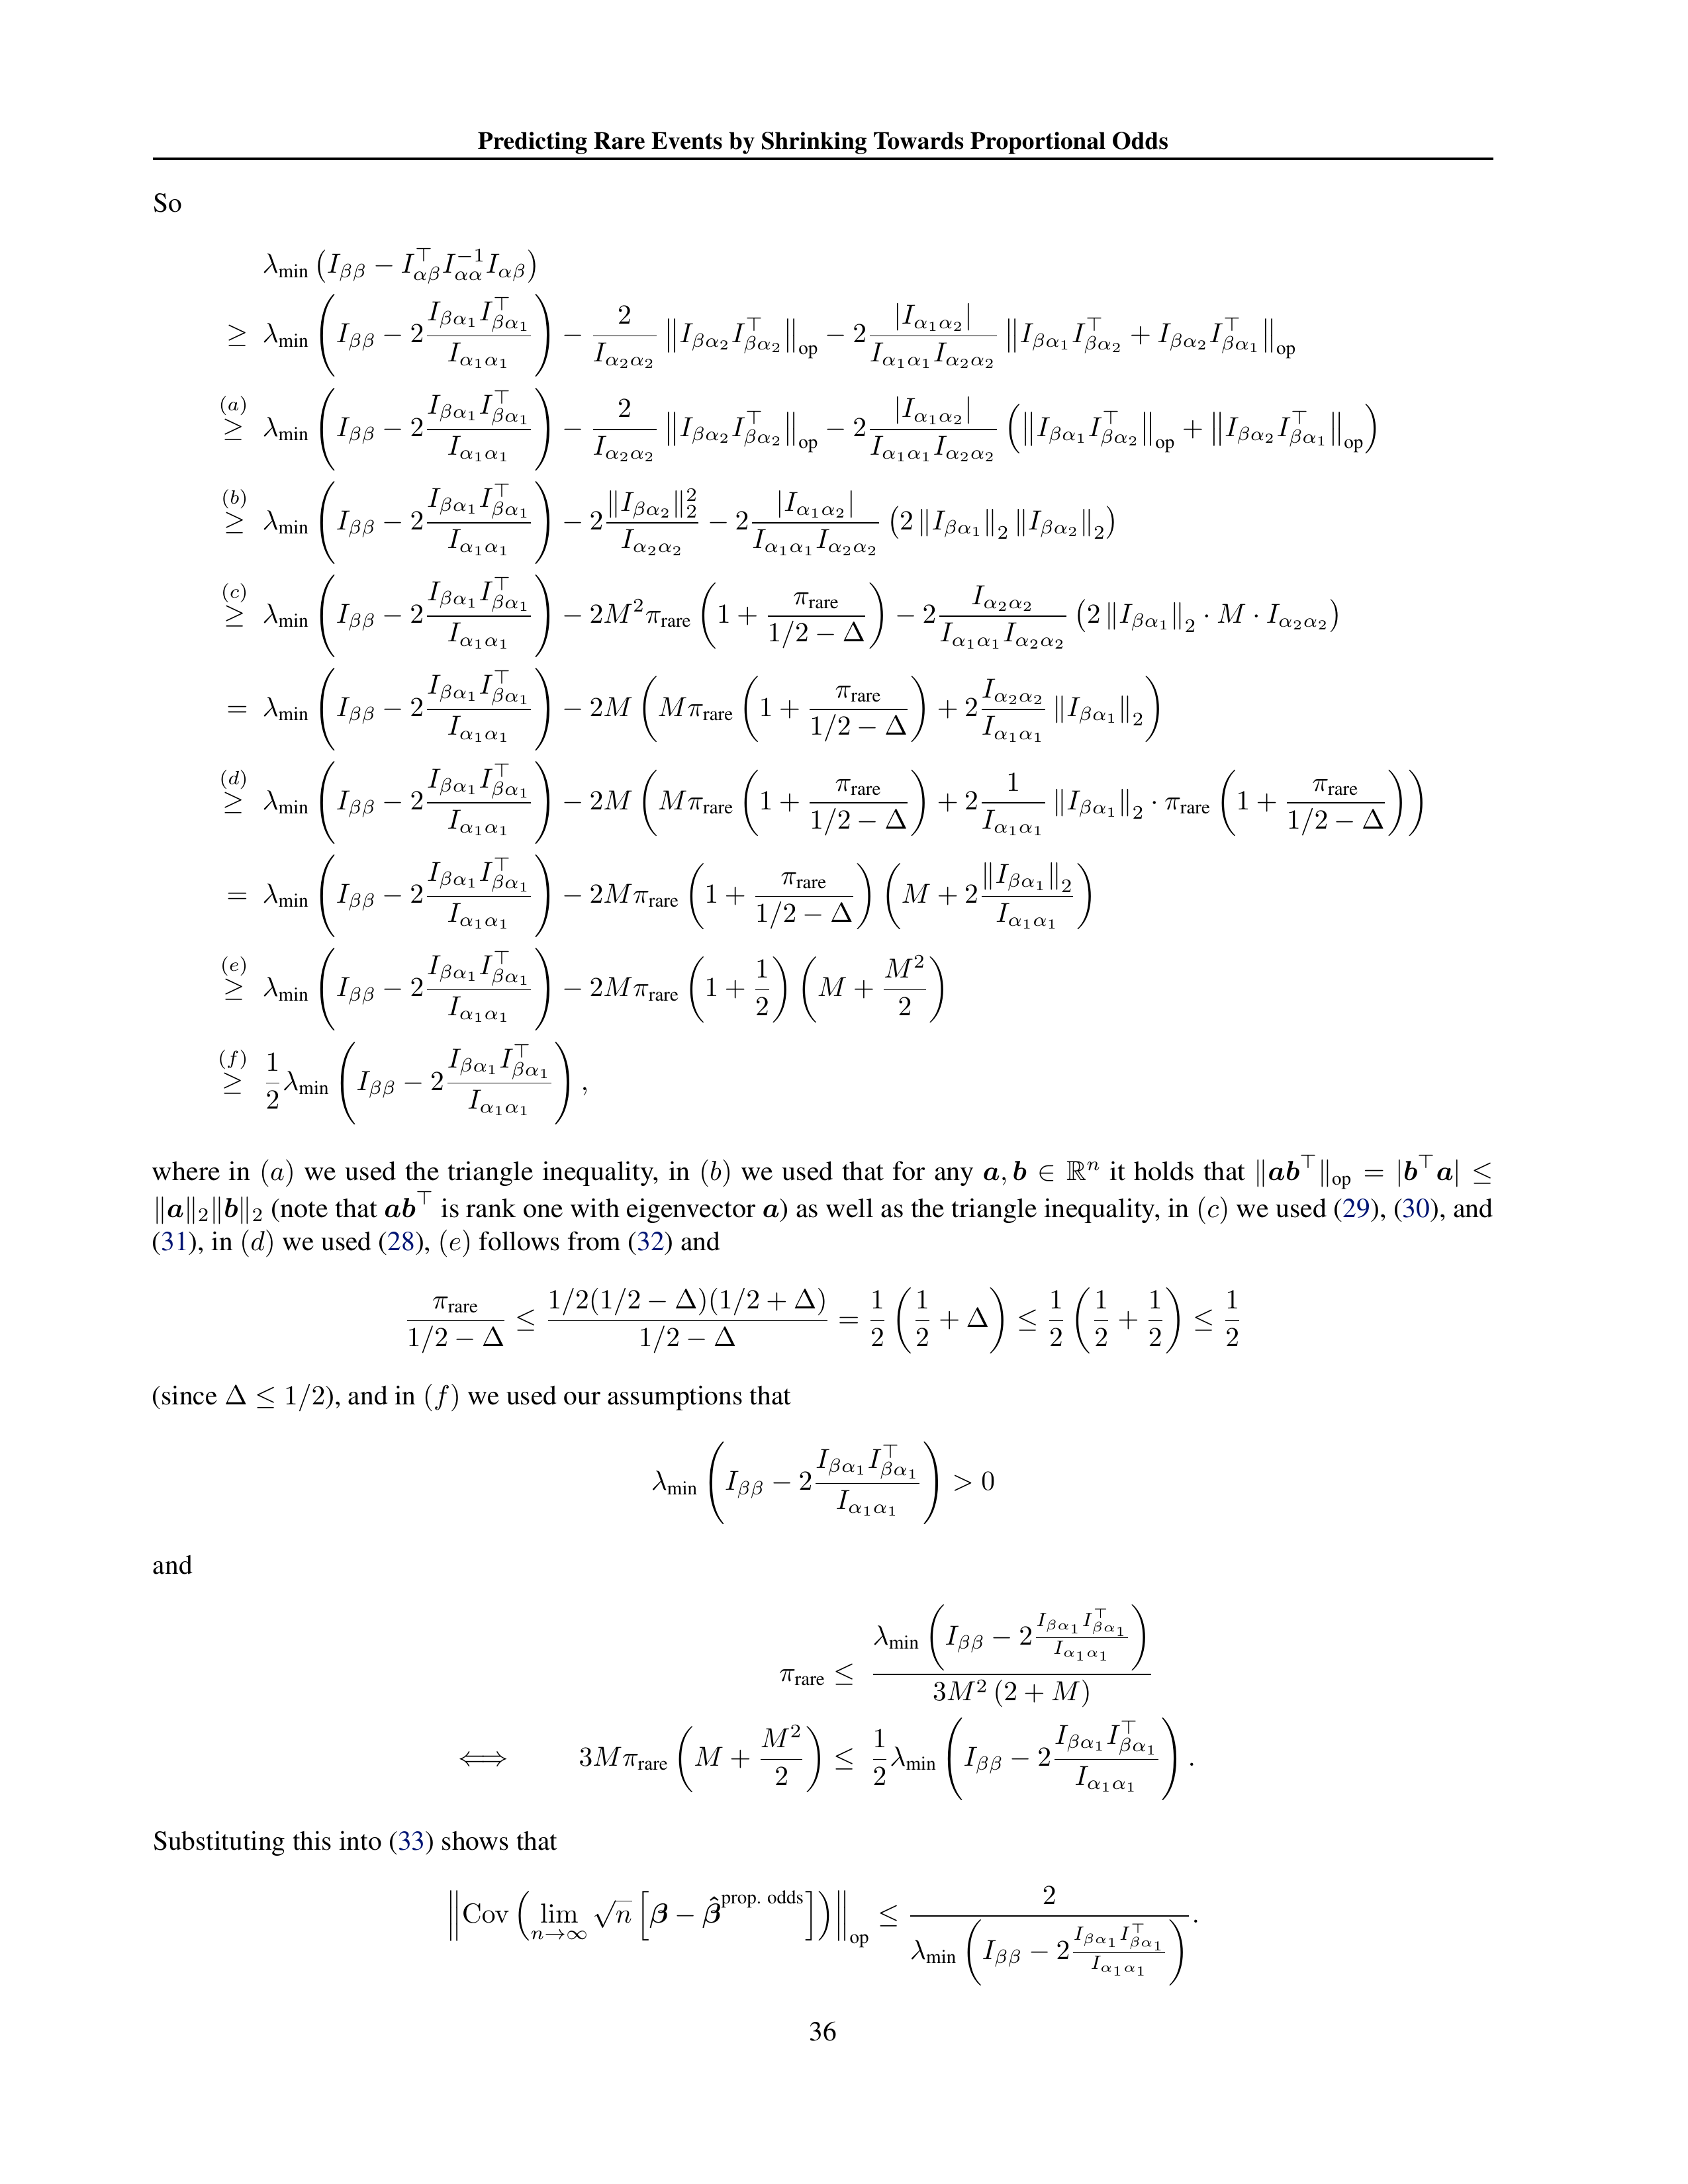 Predicting Rare Events by Shrinking Towards Proportional Odds
So
$\lambda_{\min}\left(I_{\beta\beta} - I_{\alpha\beta}^\top I_{\alpha\alpha}^{-1} I_{\alpha\beta}\right)$
$\geq \lambda_{\min}\left(I_{\beta\beta} - 2\frac{I_{\beta\alpha_1} I_{\beta\alpha_1}^\top}{I_{\alpha_1\alpha_1}}\right) - \frac{2}{I_{\alpha_2\alpha_2}} \left\| I_{\beta\alpha_2} I_{\beta\alpha_2}^\top \right\|_{\text{op}} - 2\frac{|I_{\alpha_1\alpha_2}|}{I_{\alpha_1\alpha_1} I_{\alpha_2\alpha_2}} \left\| I_{\beta\alpha_1} I_{\beta\alpha_2}^\top + I_{\beta\alpha_2} I_{\beta\alpha_1}^\top \right\|_{\text{op}}$
$\overset{(a)}{\geq} \lambda_{\min}\left(I_{\beta\beta} - 2\frac{I_{\beta\alpha_1} I_{\beta\alpha_1}^\top}{I_{\alpha_1\alpha_1}}\right) - \frac{2}{I_{\alpha_2\alpha_2}} \left\| I_{\beta\alpha_2} I_{\beta\alpha_2}^\top \right\|_{\text{op}} - 2\frac{|I_{\alpha_1\alpha_2}|}{I_{\alpha_1\alpha_1} I_{\alpha_2\alpha_2}} \left( \left\| I_{\beta\alpha_1} I_{\beta\alpha_2}^\top \right\|_{\text{op}} + \left\| I_{\beta\alpha_2} I_{\beta\alpha_1}^\top \right\|_{\text{op}} \right)$
$\overset{(b)}{\geq} \lambda_{\min}\left(I_{\beta\beta} - 2\frac{I_{\beta\alpha_1} I_{\beta\alpha_1}^\top}{I_{\alpha_1\alpha_1}}\right) - 2\frac{\|I_{\beta\alpha_2}\|_2^2}{I_{\alpha_2\alpha_2}} - 2\frac{|I_{\alpha_1\alpha_2}|}{I_{\alpha_1\alpha_1} I_{\alpha_2\alpha_2}} \left( 2 \|I_{\beta\alpha_1}\|_2 \|I_{\beta\alpha_2}\|_2 \right)$
$\overset{(c)}{\geq} \lambda_{\min}\left(I_{\beta\beta} - 2\frac{I_{\beta\alpha_1} I_{\beta\alpha_1}^\top}{I_{\alpha_1\alpha_1}}\right) - 2M^2 \pi_{\text{rare}} \left(1 + \frac{\pi_{\text{rare}}}{1/2 - \Delta}\right) - 2\frac{I_{\alpha_2\alpha_2}}{I_{\alpha_1\alpha_1} I_{\alpha_2\alpha_2}} \left( 2 \|I_{\beta\alpha_1}\|_2 \cdot M \cdot I_{\alpha_2\alpha_2} \right)$
$= \lambda_{\min}\left(I_{\beta\beta} - 2\frac{I_{\beta\alpha_1} I_{\beta\alpha_1}^\top}{I_{\alpha_1\alpha_1}}\right) - 2M \left( M\pi_{\text{rare}} \left(1 + \frac{\pi_{\text{rare}}}{1/2 - \Delta}\right) + 2\frac{I_{\alpha_2\alpha_2}}{I_{\alpha_1\alpha_1}} \|I_{\beta\alpha_1}\|_2 \right)$
$\overset{(d)}{\geq} \lambda_{\min}\left(I_{\beta\beta} - 2\frac{I_{\beta\alpha_1} I_{\beta\alpha_1}^\top}{I_{\alpha_1\alpha_1}}\right) - 2M \left( M\pi_{\text{rare}} \left(1 + \frac{\pi_{\text{rare}}}{1/2 - \Delta}\right) + 2\frac{1}{I_{\alpha_1\alpha_1}} \|I_{\beta\alpha_1}\|_2 \cdot \pi_{\text{rare}} \left(1 + \frac{\pi_{\text{rare}}}{1/2 - \Delta}\right) \right)$
$= \lambda_{\min}\left(I_{\beta\beta} - 2\frac{I_{\beta\alpha_1} I_{\beta\alpha_1}^\top}{I_{\alpha_1\alpha_1}}\right) - 2M\pi_{\text{rare}} \left(1 + \frac{\pi_{\text{rare}}}{1/2 - \Delta}\right) \left( M + 2\frac{\|I_{\beta\alpha_1}\|_2}{I_{\alpha_1\alpha_1}} \right)$
$\overset{(e)}{\geq} \lambda_{\min}\left(I_{\beta\beta} - 2\frac{I_{\beta\alpha_1} I_{\beta\alpha_1}^\top}{I_{\alpha_1\alpha_1}}\right) - 2M\pi_{\text{rare}} \left(1 + \frac{1}{2}\right) \left( M + \frac{M^2}{2} \right)$
$\overset{(f)}{\geq} \frac{1}{2} \lambda_{\min}\left(I_{\beta\beta} - 2\frac{I_{\beta\alpha_1} I_{\beta\alpha_1}^\top}{I_{\alpha_1\alpha_1}}\right),$
where in (a) we used the triangle inequality, in (b) we used that for any $\boldsymbol{a}, \boldsymbol{b} \in \mathbb{R}^n$ it holds that $\|\boldsymbol{a}\boldsymbol{b}^\top\|_{\text{op}} = |\boldsymbol{b}^\top \boldsymbol{a}| \leq$
$\|\boldsymbol{a}\|_2 \|\boldsymbol{b}\|_2$ (note that $\boldsymbol{a}\boldsymbol{b}^\top$ is rank one with eigenvector $\boldsymbol{a}$) as well as the triangle inequality, in (c) we used (29), (30), and
(31), in (d) we used (28), (e) follows from (32) and
$\frac{\pi_{\text{rare}}}{1/2 - \Delta} \leq \frac{1/2(1/2 - \Delta)(1/2 + \Delta)}{1/2 - \Delta} = \frac{1}{2}\left(\frac{1}{2} + \Delta\right) \leq \frac{1}{2}\left(\frac{1}{2} + \frac{1}{2}\right) \leq \frac{1}{2}$
(since $\Delta \leq 1/2$), and in (f) we used our assumptions that
$\lambda_{\min}\left(I_{\beta\beta} - 2\frac{I_{\beta\alpha_1} I_{\beta\alpha_1}^\top}{I_{\alpha_1\alpha_1}}\right) > 0$
and
$\pi_{\text{rare}} \leq \frac{\lambda_{\min}\left(I_{\beta\beta} - 2\frac{I_{\beta\alpha_1} I_{\beta\alpha_1}^\top}{I_{\alpha_1\alpha_1}}\right)}{3M^2(2 + M)}$
$\iff 3M\pi_{\text{rare}} \left( M + \frac{M^2}{2} \right) \leq \frac{1}{2} \lambda_{\min}\left(I_{\beta\beta} - 2\frac{I_{\beta\alpha_1} I_{\beta\alpha_1}^\top}{I_{\alpha_1\alpha_1}}\right).$
Substituting this into (33) shows that
$\left\| \text{Cov}\left( \lim_{n \to \infty} \sqrt{n} \left[ \boldsymbol{\beta} - \hat{\boldsymbol{\beta}}^{\text{prop. odds}} \right] \right) \right\|_{\text{op}} \leq \frac{2}{\lambda_{\min}\left(I_{\beta\beta} - 2\frac{I_{\beta\alpha_1} I_{\beta\alpha_1}^\top}{I_{\alpha_1\alpha_1}}\right)}.$
36